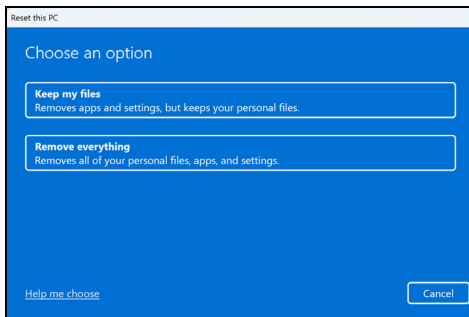 Reset this PC
Choose an option
Keep my files
Removes apps and settings, but keeps your personal files.
Remove everything
Removes all of your personal files, apps, and settings.
Help me choose
Cancel